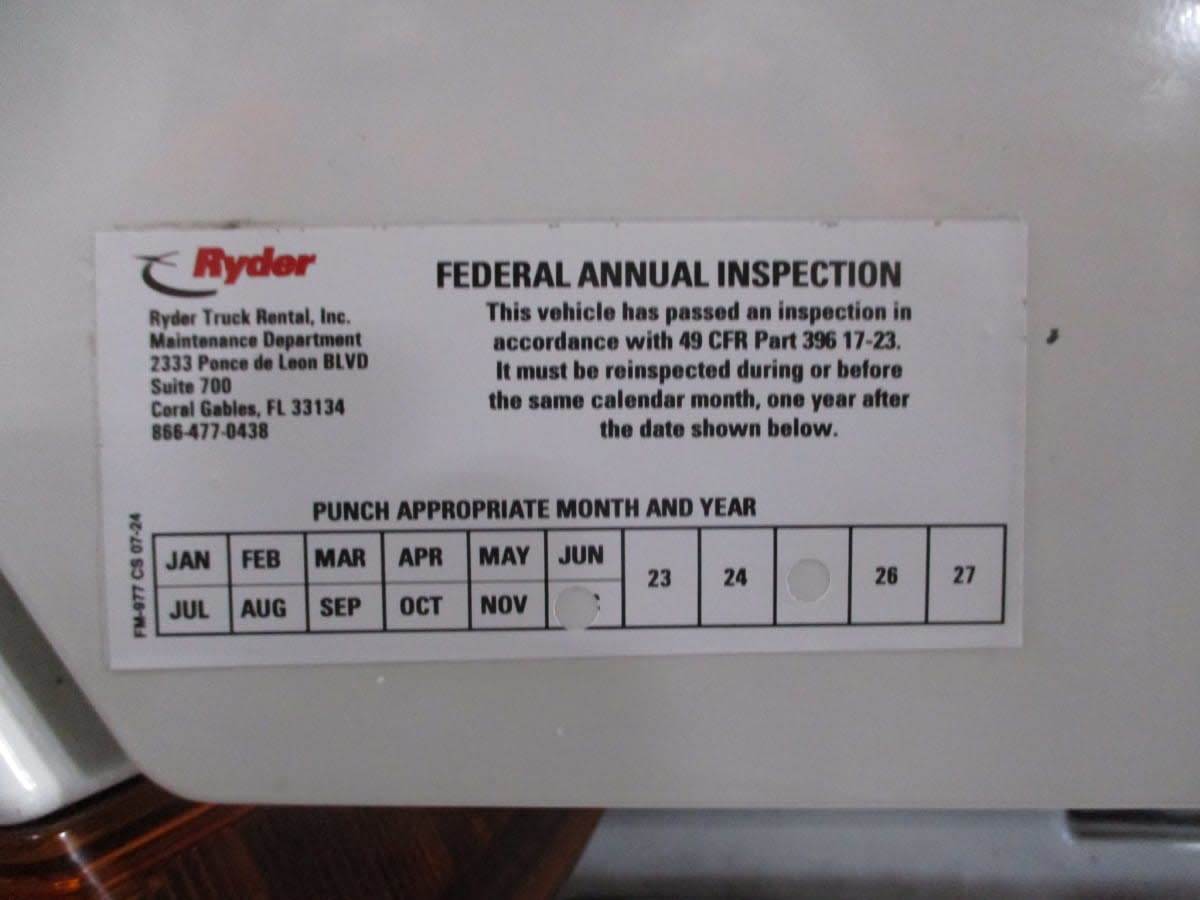 Ryder
Ryder Truck Rental, Inc.
Maintenance Department
2333 Ponce de Leon BLVD
Suite 700
Coral Gables, FL 33134
866-477-0438
FEDERAL ANNUAL INSPECTION
This vehicle has passed an inspection in
accordance with 49 CFR Part 396 17-23.
It must be reinspected during or before
the same calendar month, one year after
the date shown below.
PUNCH APPROPRIATE MONTH AND YEAR
FM-977 CS 07-24
JAN FEB MAR APR MAY JUN 23 24 26 27
JUL AUG SEP OCT NOV